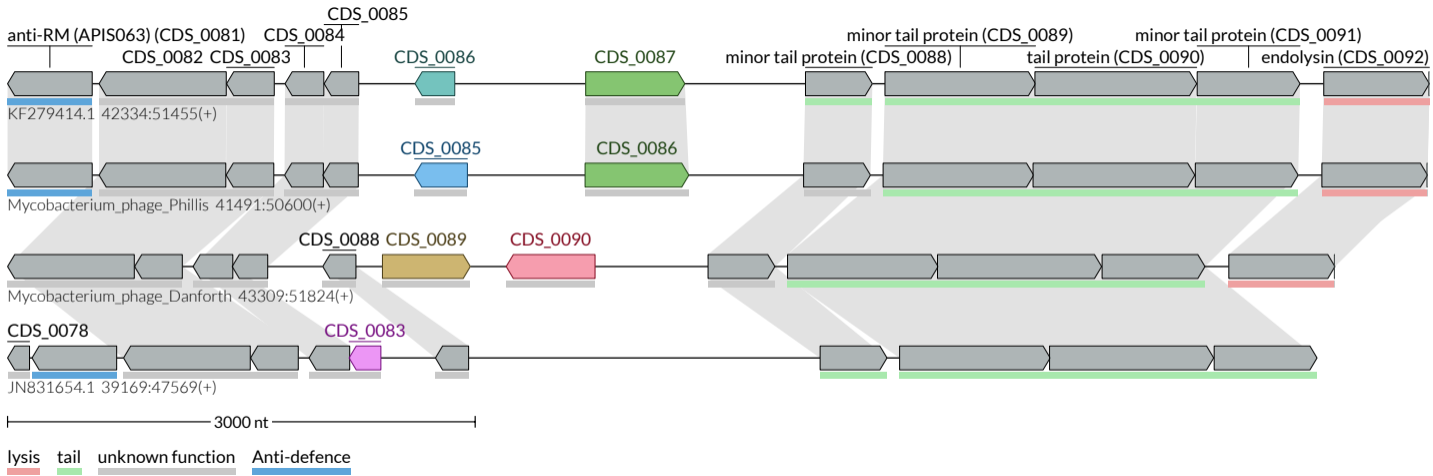 CDS_0085
anti-RM (APIS063) (CDS_0081) CDS_0084 minor tail protein (CDS_0089) minor tail protein (CDS_0091)
CDS_0082 CDS_0083 CDS_0086 CDS_0087 minor tail protein (CDS_0088) tail protein (CDS_0090) endolysin (CDS_0092)
KF279414.1 42334:51455(+)
CDS_0085 CDS_0086
Mycobacterium_phage_Phillis 41491:50600(+)
CDS_0088 CDS_0089 CDS_0090
Mycobacterium_phage_Danforth 43309:51824(+)
CDS_0078 CDS_0083
JN831654.1 39169:47569(+)
3000 nt
lysis tail unknown function Anti-defence